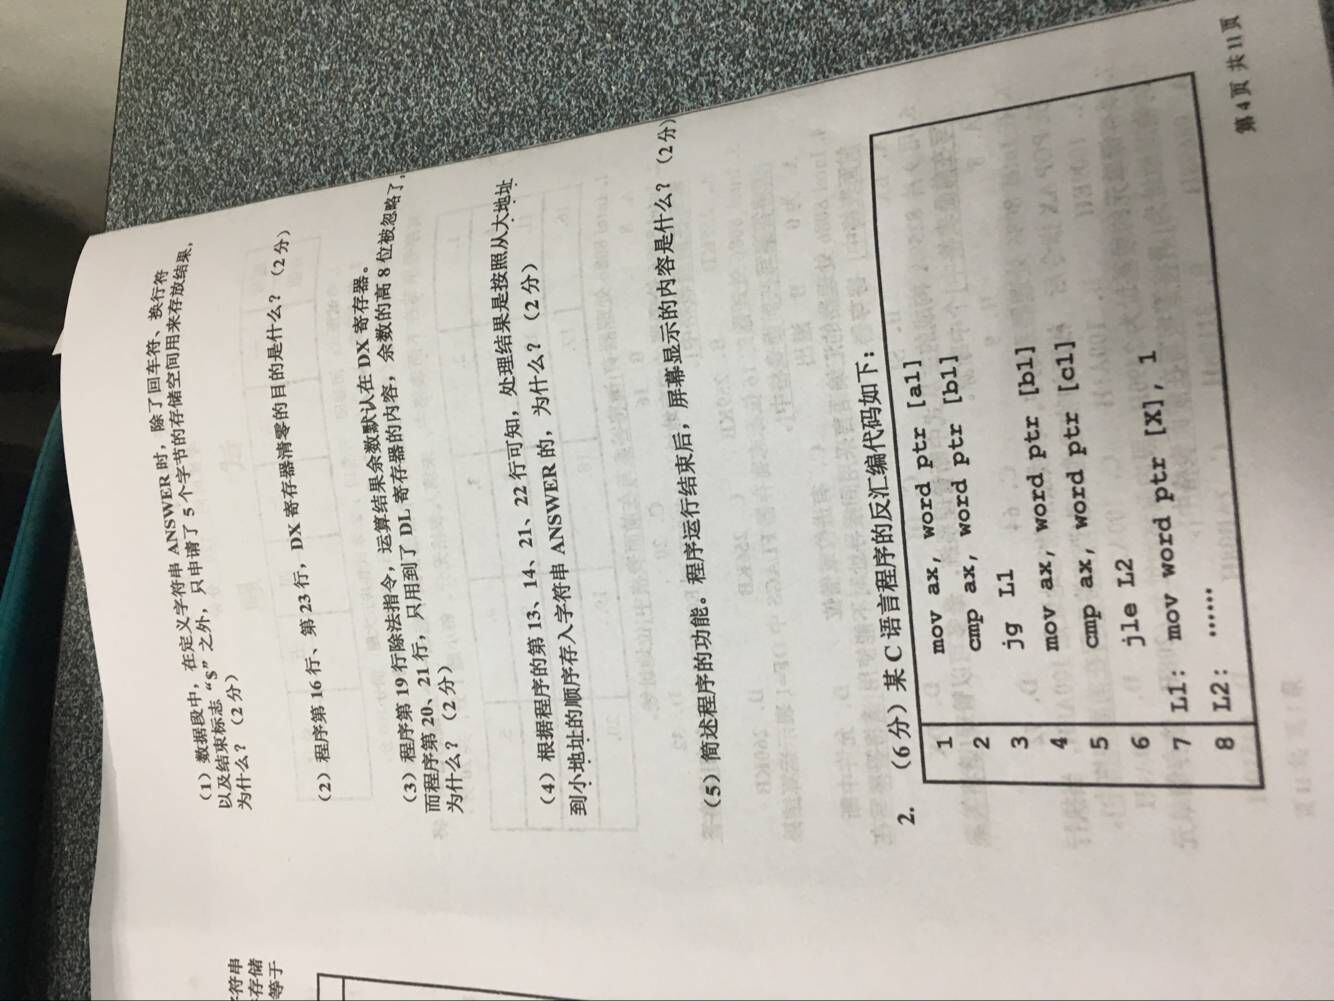 字符串
存储
等于
（1）数据段中，在定义字符串 ANSWER 时，除了回车符、换行符
以及结束标志“$”之外，只申请了 5 个字节的存储空间用来存放结果，
为什么？（2 分）
（2）程序第 16 行、第 23 行，DX 寄存器清零的目的是什么？（2 分）
（3）程序第 19 行除法指令，运算结果余数默认在 DX 寄存器。
而程序第 20、21 行，只用到了 DL 寄存器的内容，余数的高 8 位被忽略了，
为什么？（2 分）
（4）根据程序的第 13、14、21、22 行可知，处理结果是按照从大地址
到小地址的顺序存入字符串 ANSWER 的，为什么？（2 分）
（5）简述程序的功能。程序运行结束后，屏幕显示的内容是什么？（2 分）
2. （6 分）某 C 语言程序的反汇编代码如下：
1 mov ax, word ptr [a1]
2 cmp ax, word ptr [b1]
3 jg L1
4 mov ax, word ptr [b1]
5 cmp ax, word ptr [c1]
6 jle L2
7 L1: mov word ptr [X], 1
8 L2: ······
第 4 页 共 11 页